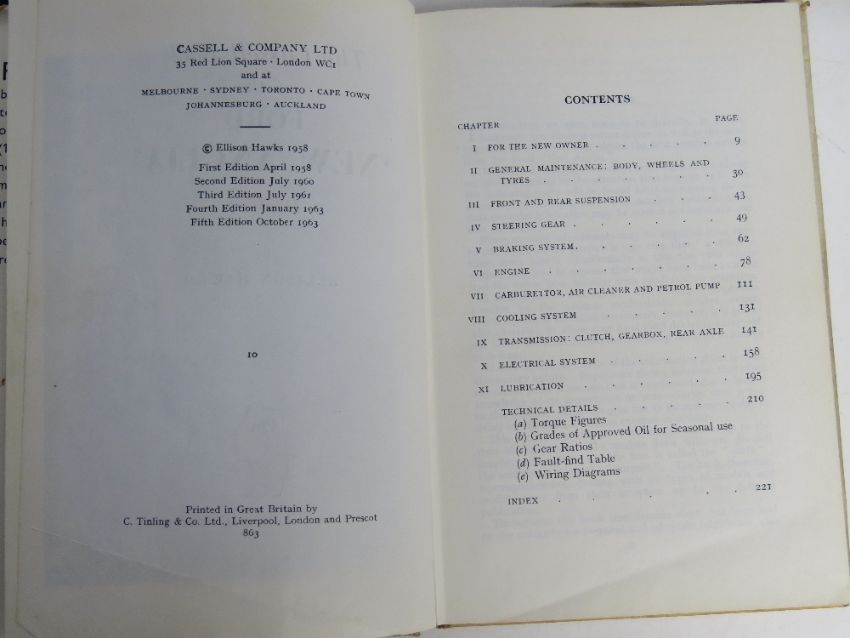 CASSELL & COMPANY LTD
35 Red Lion Square · London WC1
and at
MELBOURNE · SYDNEY · TORONTO · CAPE TOWN
JOHANNESBURG · AUCKLAND
© Ellison Hawks 1958
First Edition April 1958
Second Edition July 1960
Third Edition July 1961
Fourth Edition January 1963
Fifth Edition October 1963
10
Printed in Great Britain by
C. Tinling & Co. Ltd., Liverpool, London and Prescot
863
CONTENTS
CHAPTER PAGE
I FOR THE NEW OWNER . . . . . 9
II GENERAL MAINTENANCE: BODY, WHEELS AND
TYRES . . . . . . . 30
III FRONT AND REAR SUSPENSION . . . 43
IV STEERING GEAR . . . . . . 49
V BRAKING SYSTEM . . . . . . 62
VI ENGINE . . . . . . . 78
VII CARBURETTOR, AIR CLEANER AND PETROL PUMP 111
VIII COOLING SYSTEM . . . . . 131
IX TRANSMISSION: CLUTCH, GEARBOX, REAR AXLE 141
X ELECTRICAL SYSTEM . . . . . 158
XI LUBRICATION . . . . . . 195
TECHNICAL DETAILS . . . . . 210
(a) Torque Figures
(b) Grades of Approved Oil for Seasonal use
(c) Gear Ratios
(d) Fault-find Table
(e) Wiring Diagrams
INDEX . . . . . 221